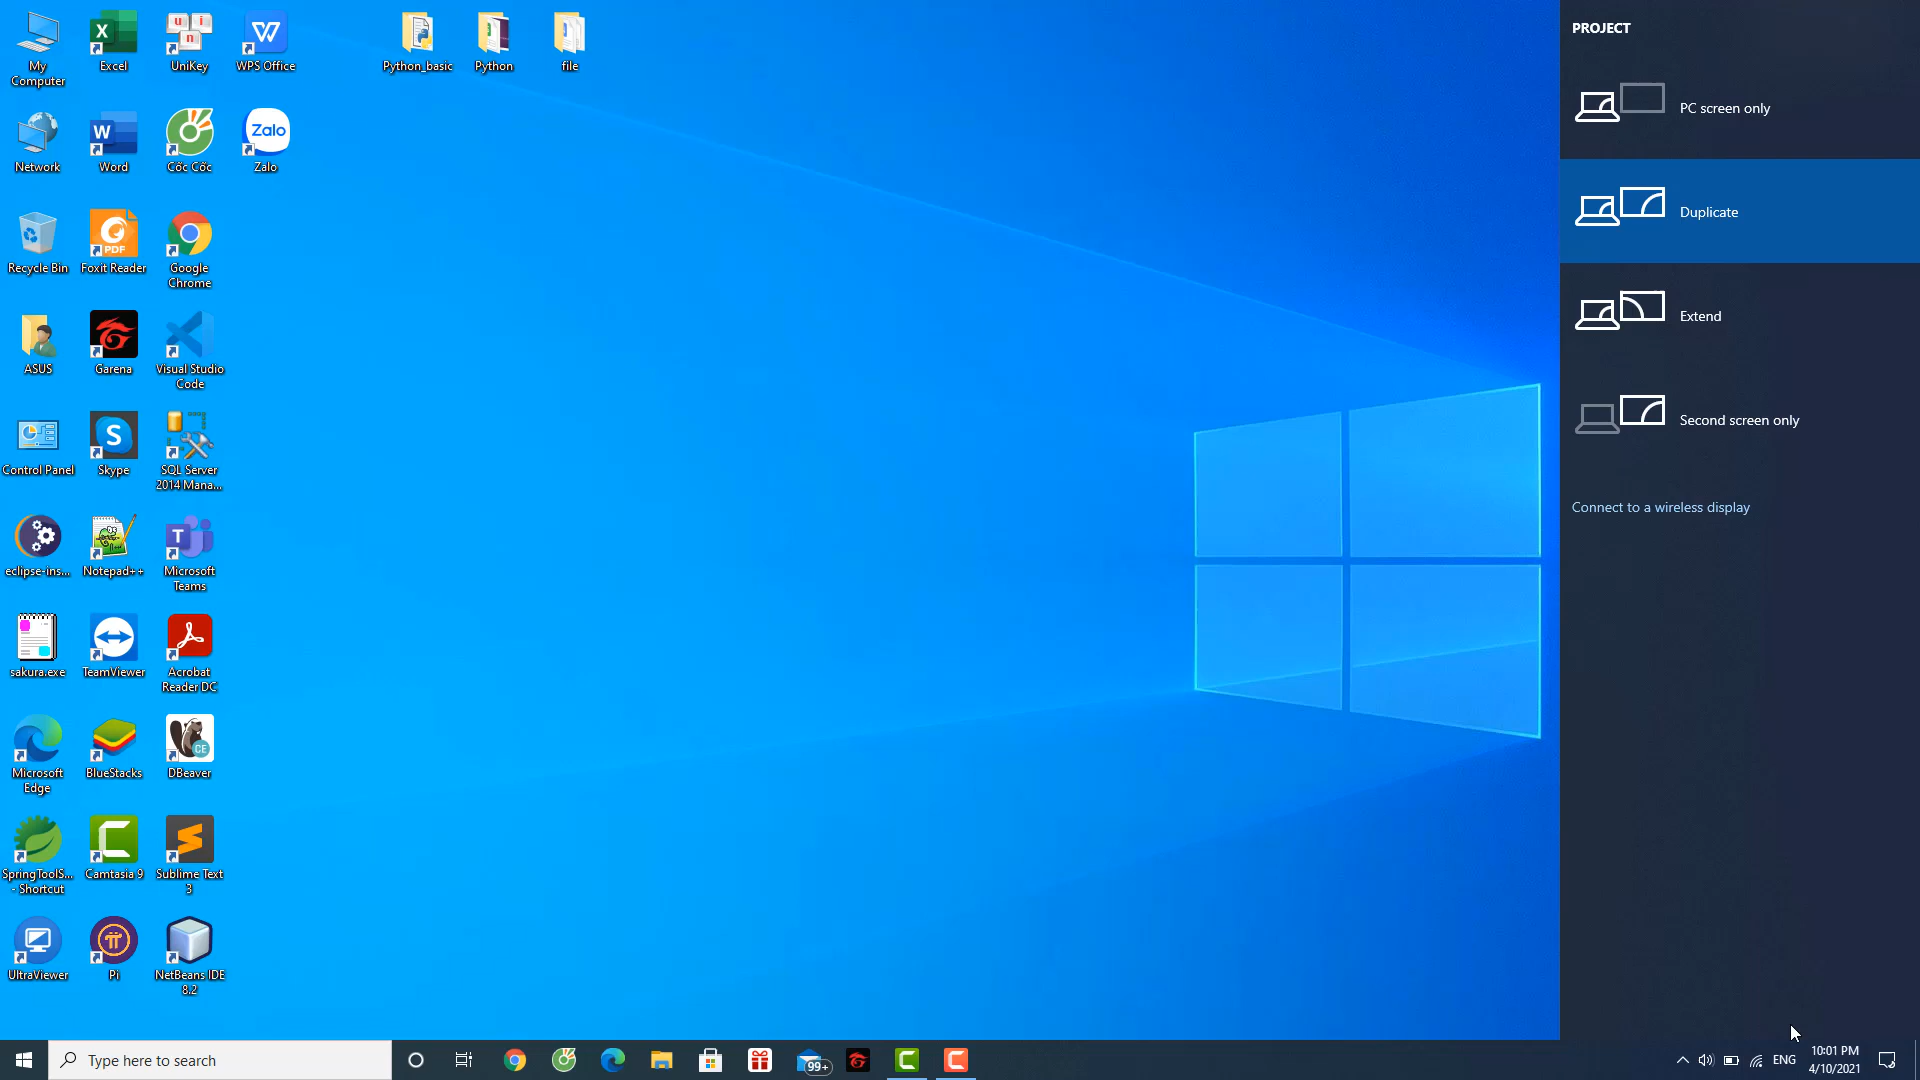 My
Computer
Excel
UniKey
WPS Office
Python_basic
Python
file
Network
Word
Cốc Cốc
Zalo
Recycle Bin
Foxit Reader
Google
Chrome
ASUS
Garena
Visual Studio
Code
Control Panel
Skype
SQL Server
2014 Mana...
eclipse-ins...
Notepad++
Microsoft
Teams
sakura.exe
TeamViewer
Acrobat
Reader DC
Microsoft
Edge
BlueStacks
DBeaver
SpringToolS...
- Shortcut
Camtasia 9
Sublime Text
3
UltraViewer
Pi
NetBeans IDE
8.2
PROJECT
PC screen only
Duplicate
Extend
Second screen only
Connect to a wireless display
Type here to search
99+
ENG
10:01 PM
4/10/2021